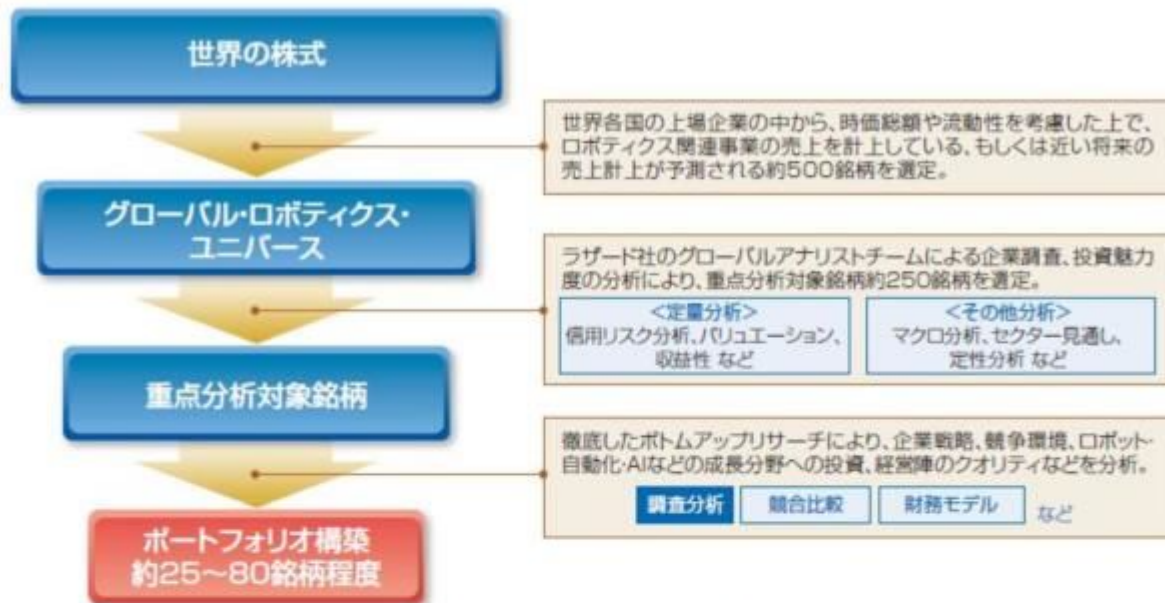 世界の株式
世界各国の上場企業の中から、時価総額や流動性を考慮した上で、
ロボティクス関連事業の売上を計上している、もしくは近い将来の
売上計上が予測される約500銘柄を選定。
グローバル・ロボティクス・
ユニバース
ラザード社のグローバルアナリストチームによる企業調査、投資魅力
度の分析により、重点分析対象銘柄約250銘柄を選定。
<定量分析>
信用リスク分析、バリュエーション、
収益性 など
<その他分析>
マクロ分析、セクター見通し、
定性分析 など
重点分析対象銘柄
徹底したボトムアップリサーチにより、企業戦略、競争環境、ロボット・
自動化・AIなどの成長分野への投資、経営陣のクオリティなどを分析。
調査分析
競合比較
財務モデル
など
ポートフォリオ構築
約25～80銘柄程度